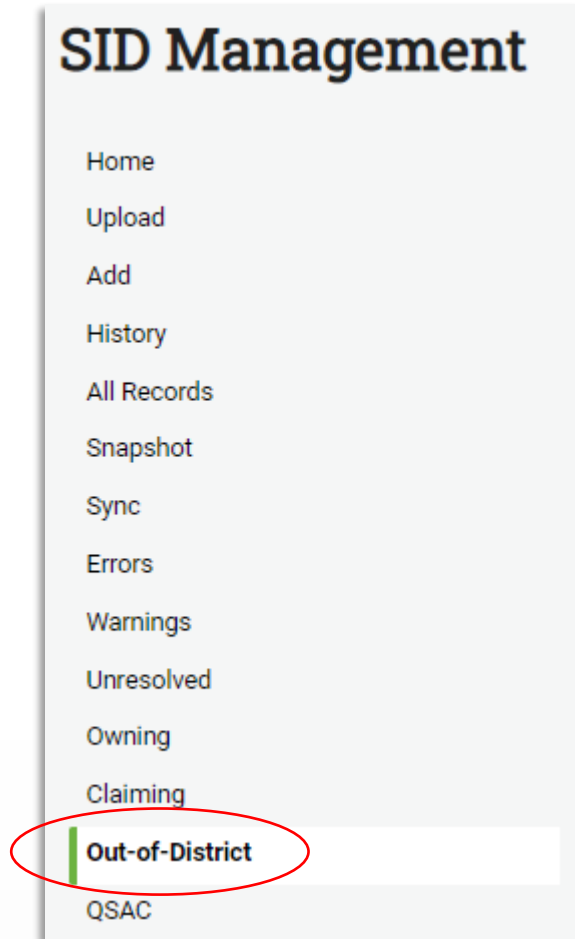 SID Management
Home
Upload
Add
History
All Records
Snapshot
Sync
Errors
Warnings
Unresolved
Owning
Claiming
Out-of-District
QSAC